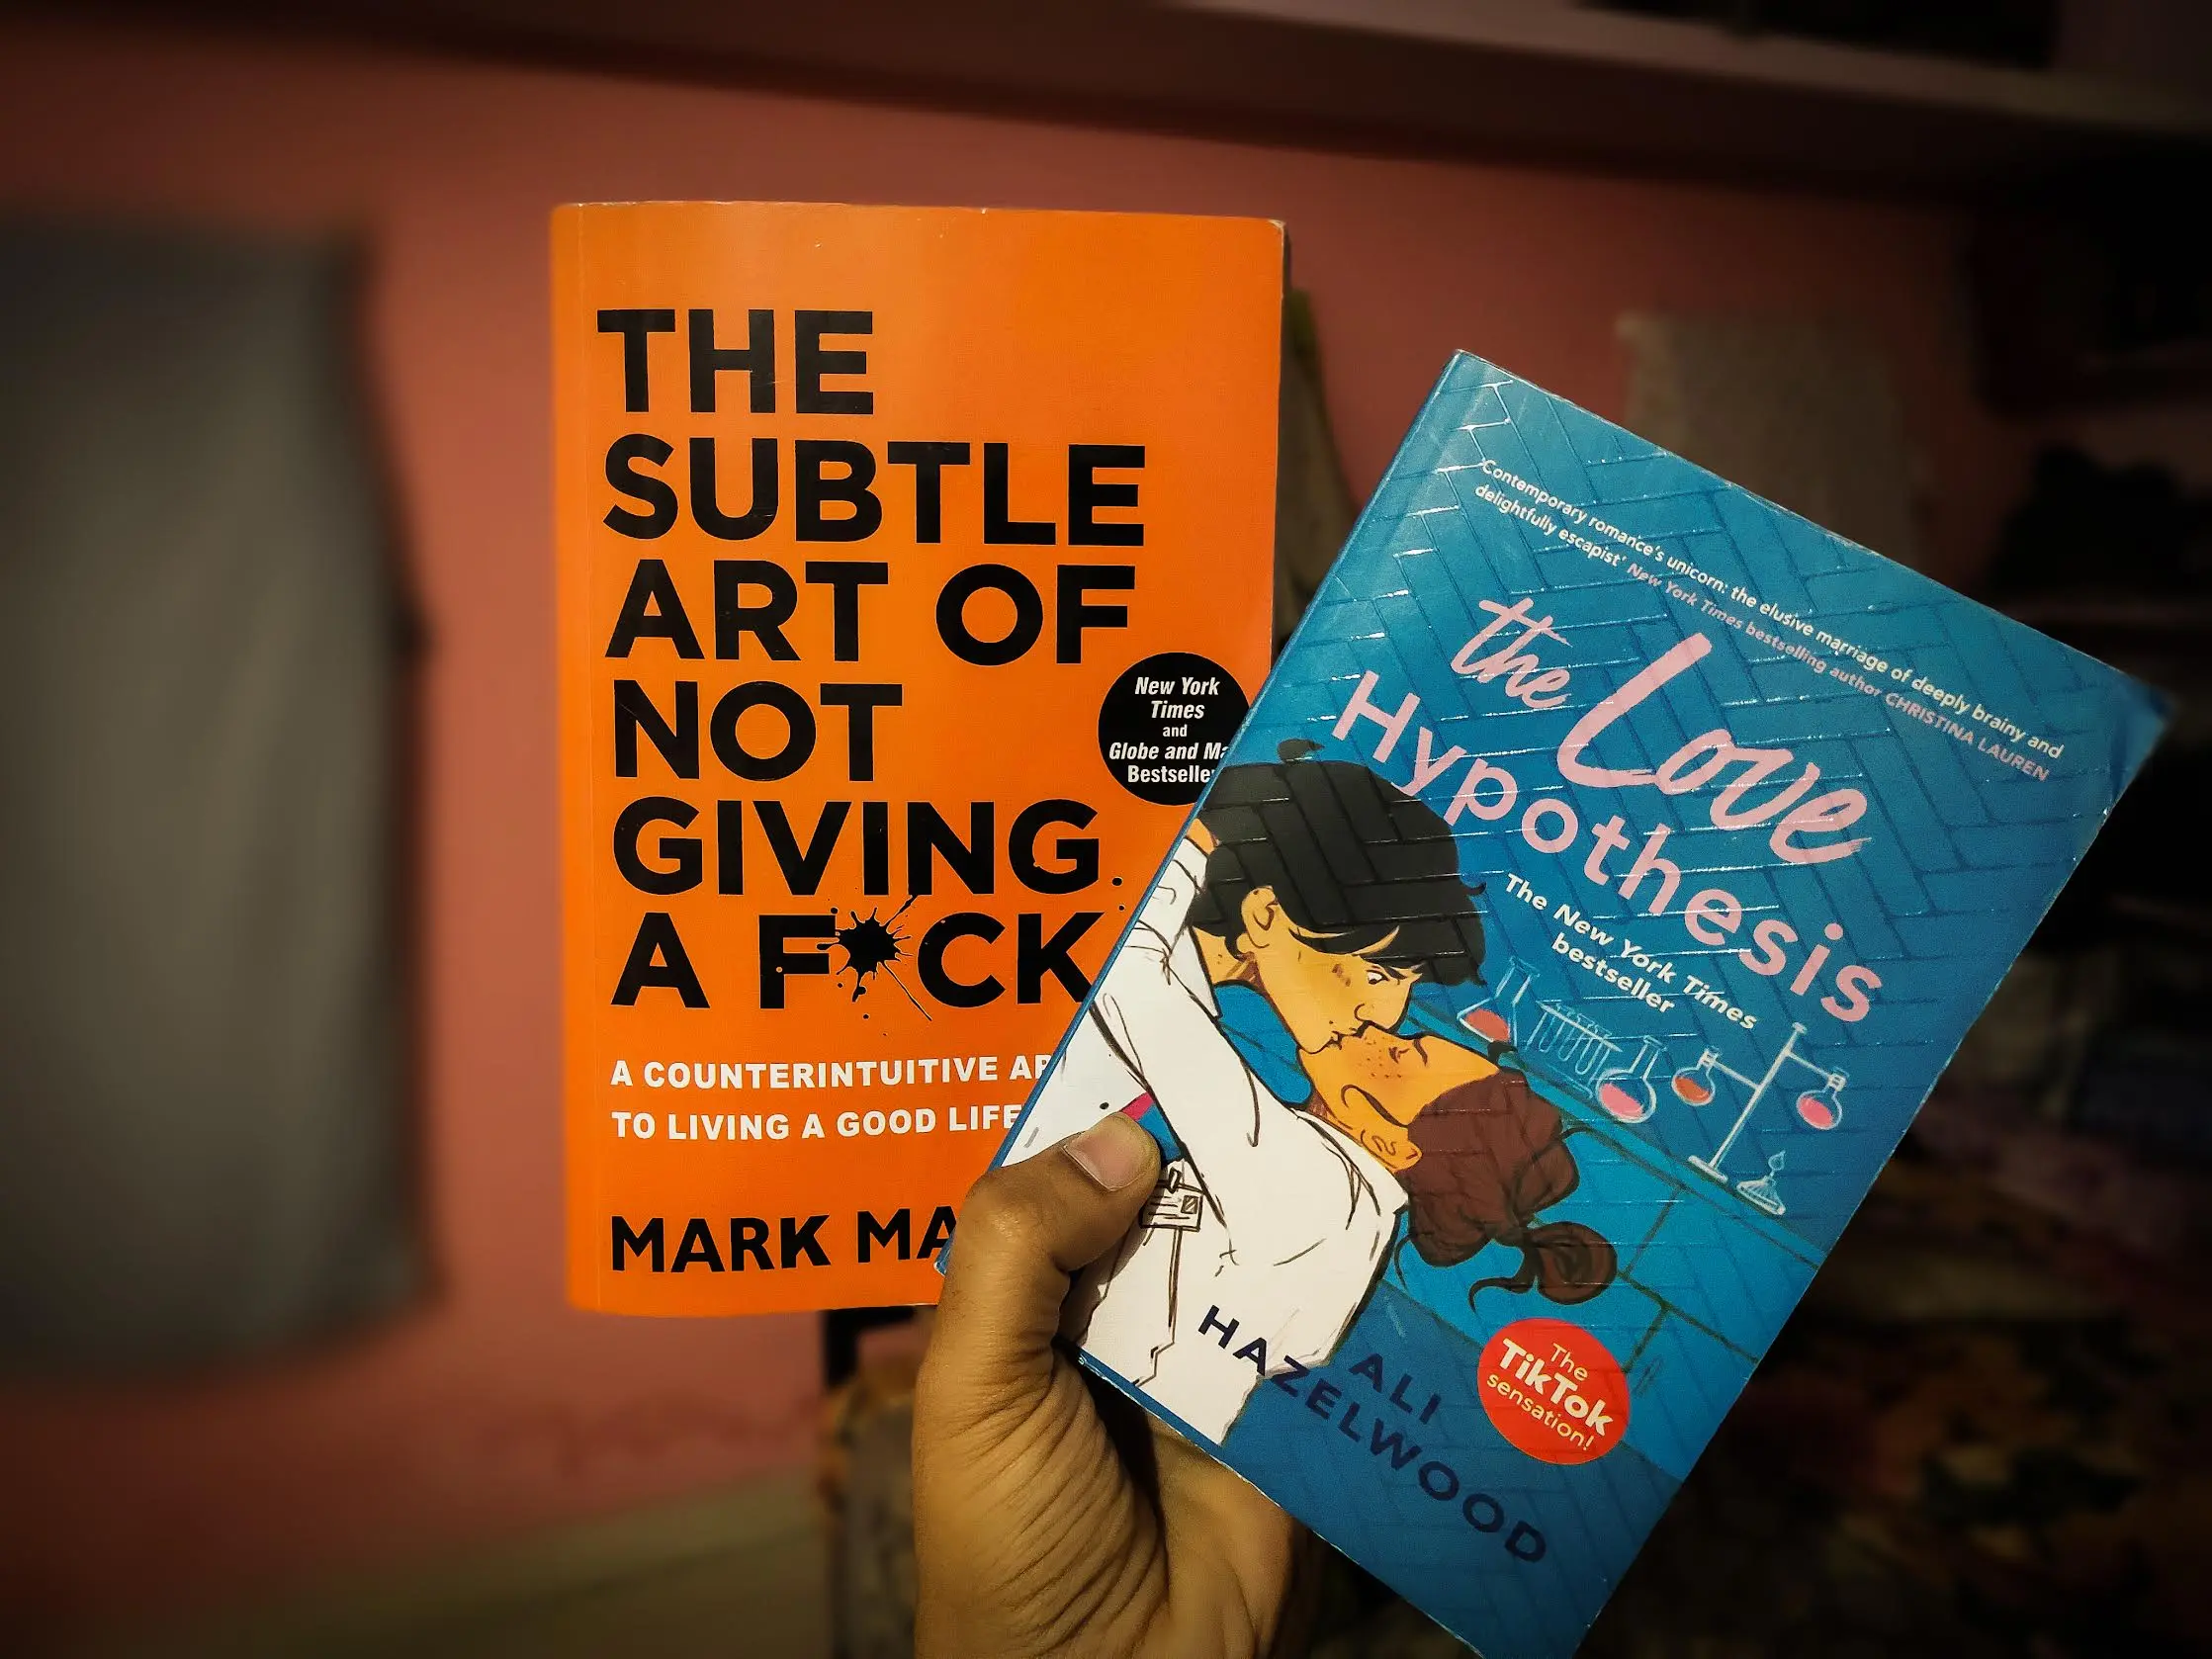 THE
SUBTLE
ART OF
NOT
GIVING
A F*CK
New York
Times
and
Globe and Ma
Bestselle
A COUNTERINTUITIVE AP
TO LIVING A GOOD LIFE
MARK MA
'Contemporary romance's unicorn: the elusive marriage of deeply brainy and
delightfully escapist' New York Times bestselling author CHRISTINA LAUREN
the Love
Hypothesis
The New York Times
bestseller
ALI
HAZELWOOD
The
TikTok
sensation!